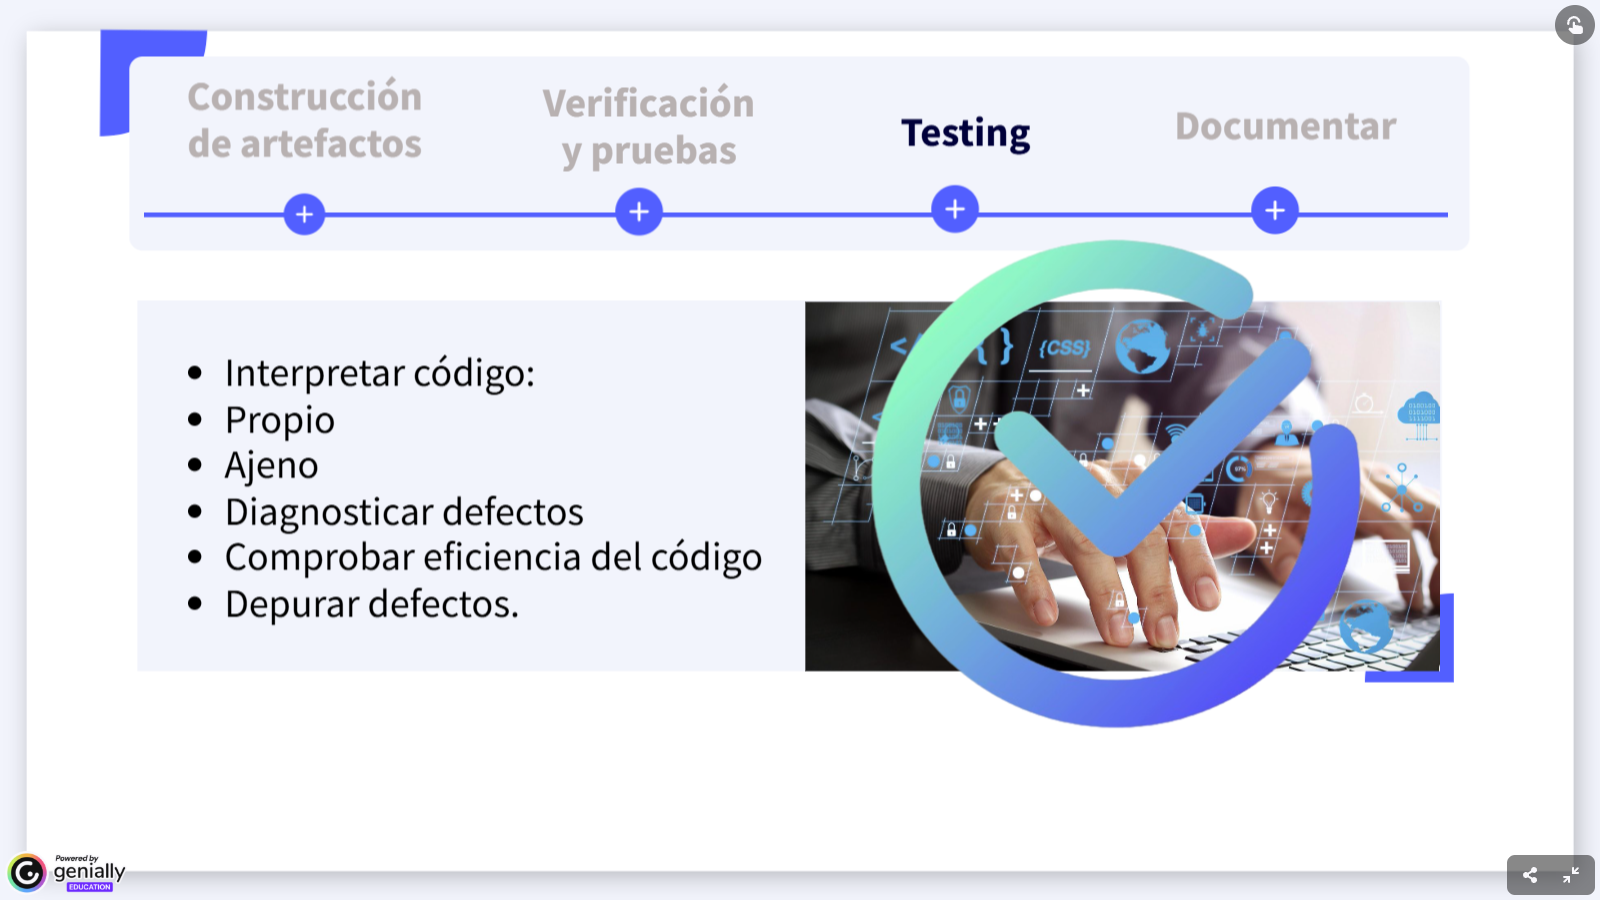 Construcción
de artefactos
Verificación
y pruebas
Testing
Documentar
• Interpretar código:
• Propio
• Ajeno
• Diagnosticar defectos
• Comprobar eficiencia del código
• Depurar defectos.
{CSS}
Powered by
genially
EDUCATION